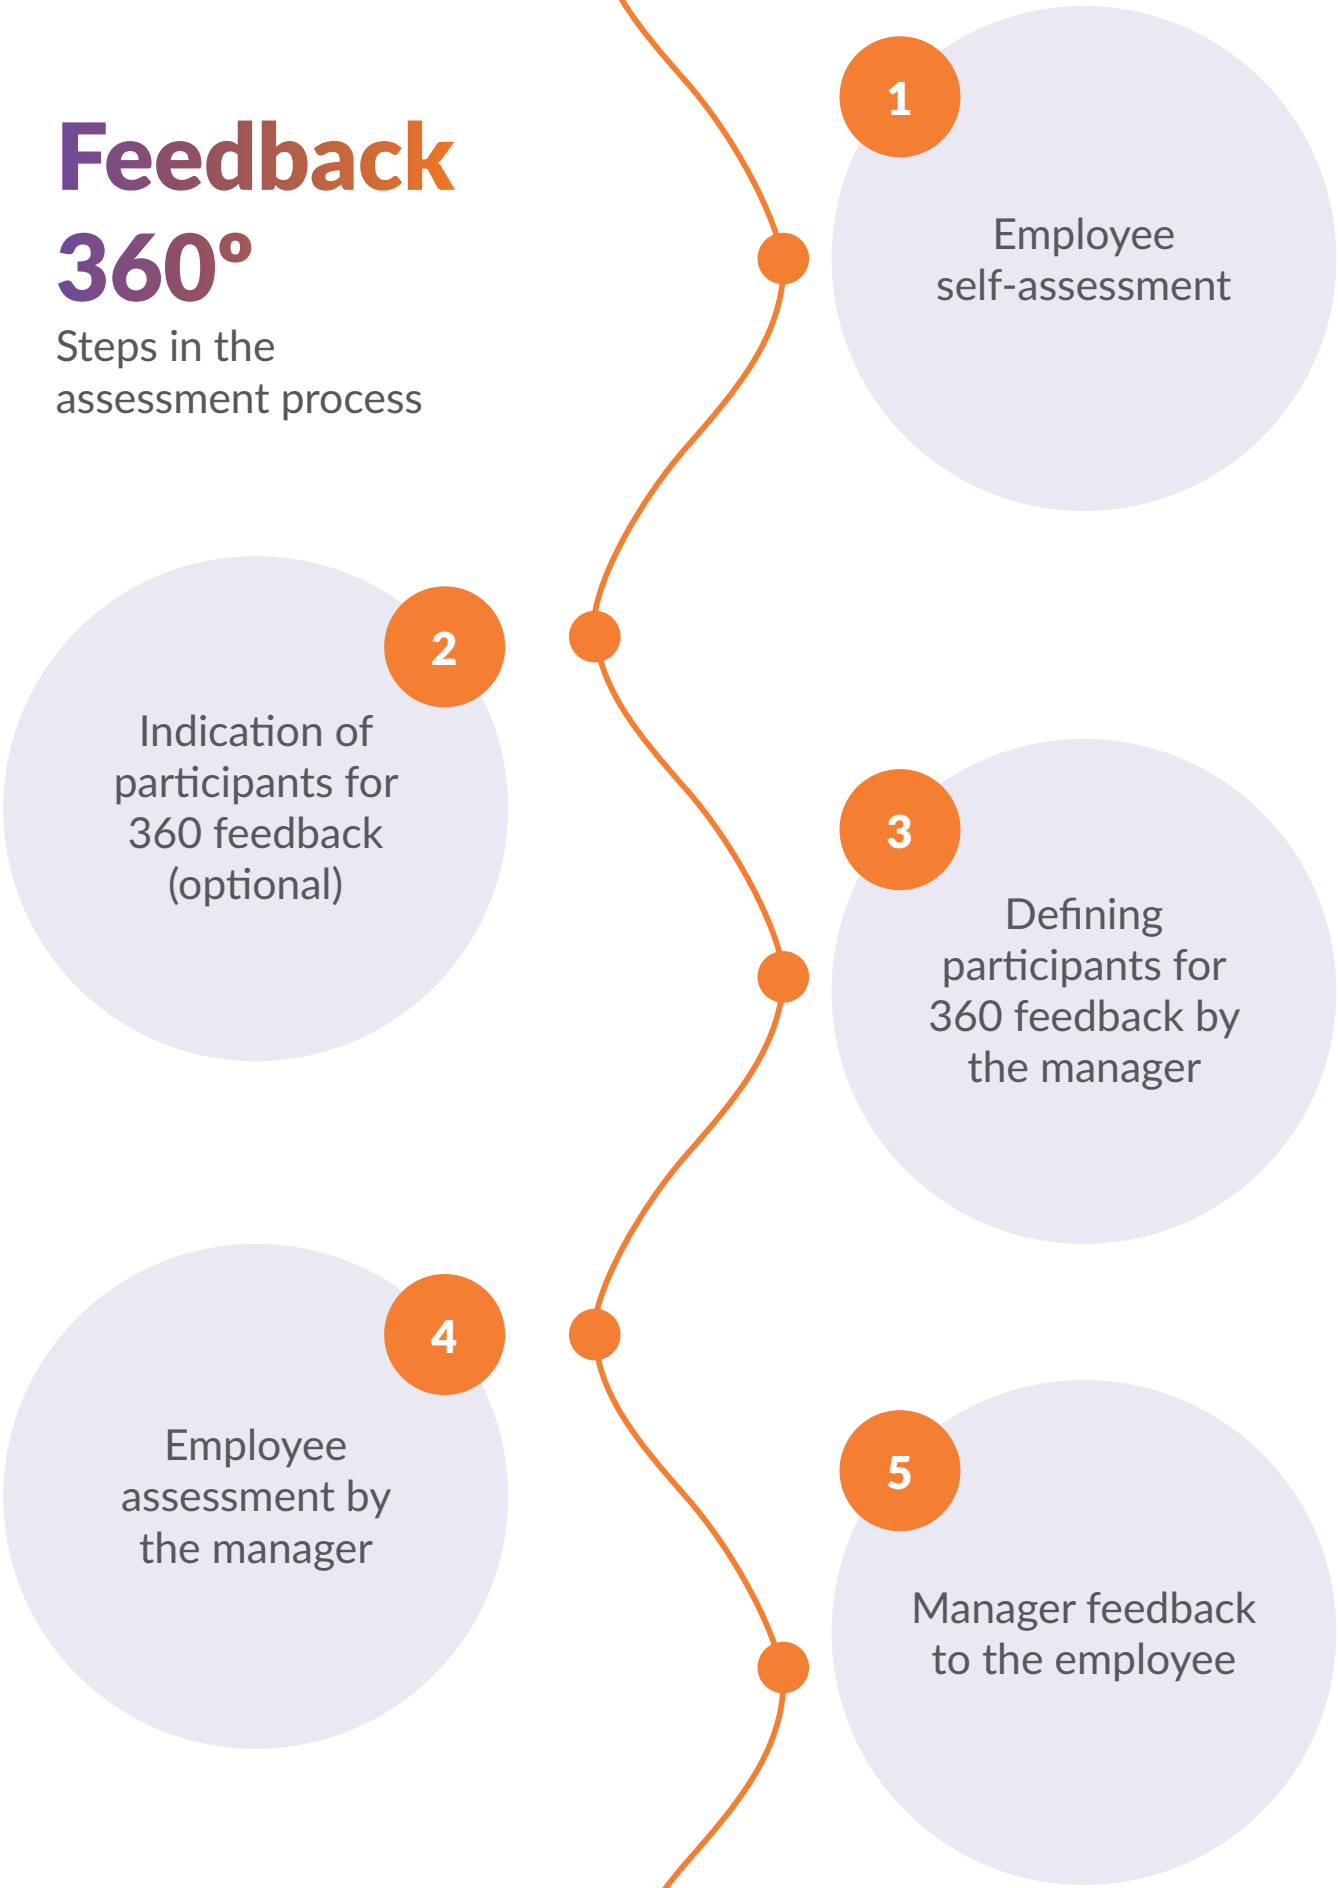 Feedback
360º
Steps in the
assessment process
1
Employee
self-assessment
2
Indication of
participants for
360 feedback
(optional)
3
Defining
participants for
360 feedback by
the manager
4
Employee
assessment by
the manager
5
Manager feedback
to the employee